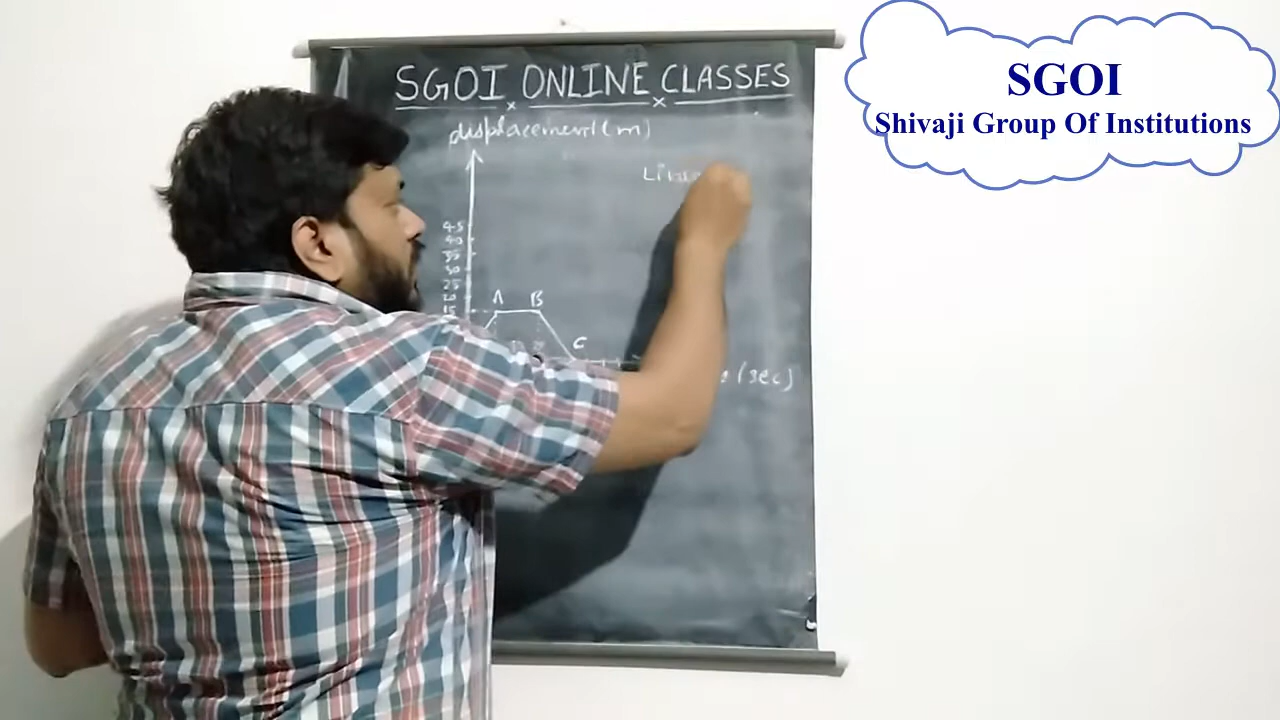 SGOI
Shivaji Group Of Institutions
SGOI ONLINE CLASSES
displacement (m)
45
40
35
30
25
20
15
A
B
C
(sec)